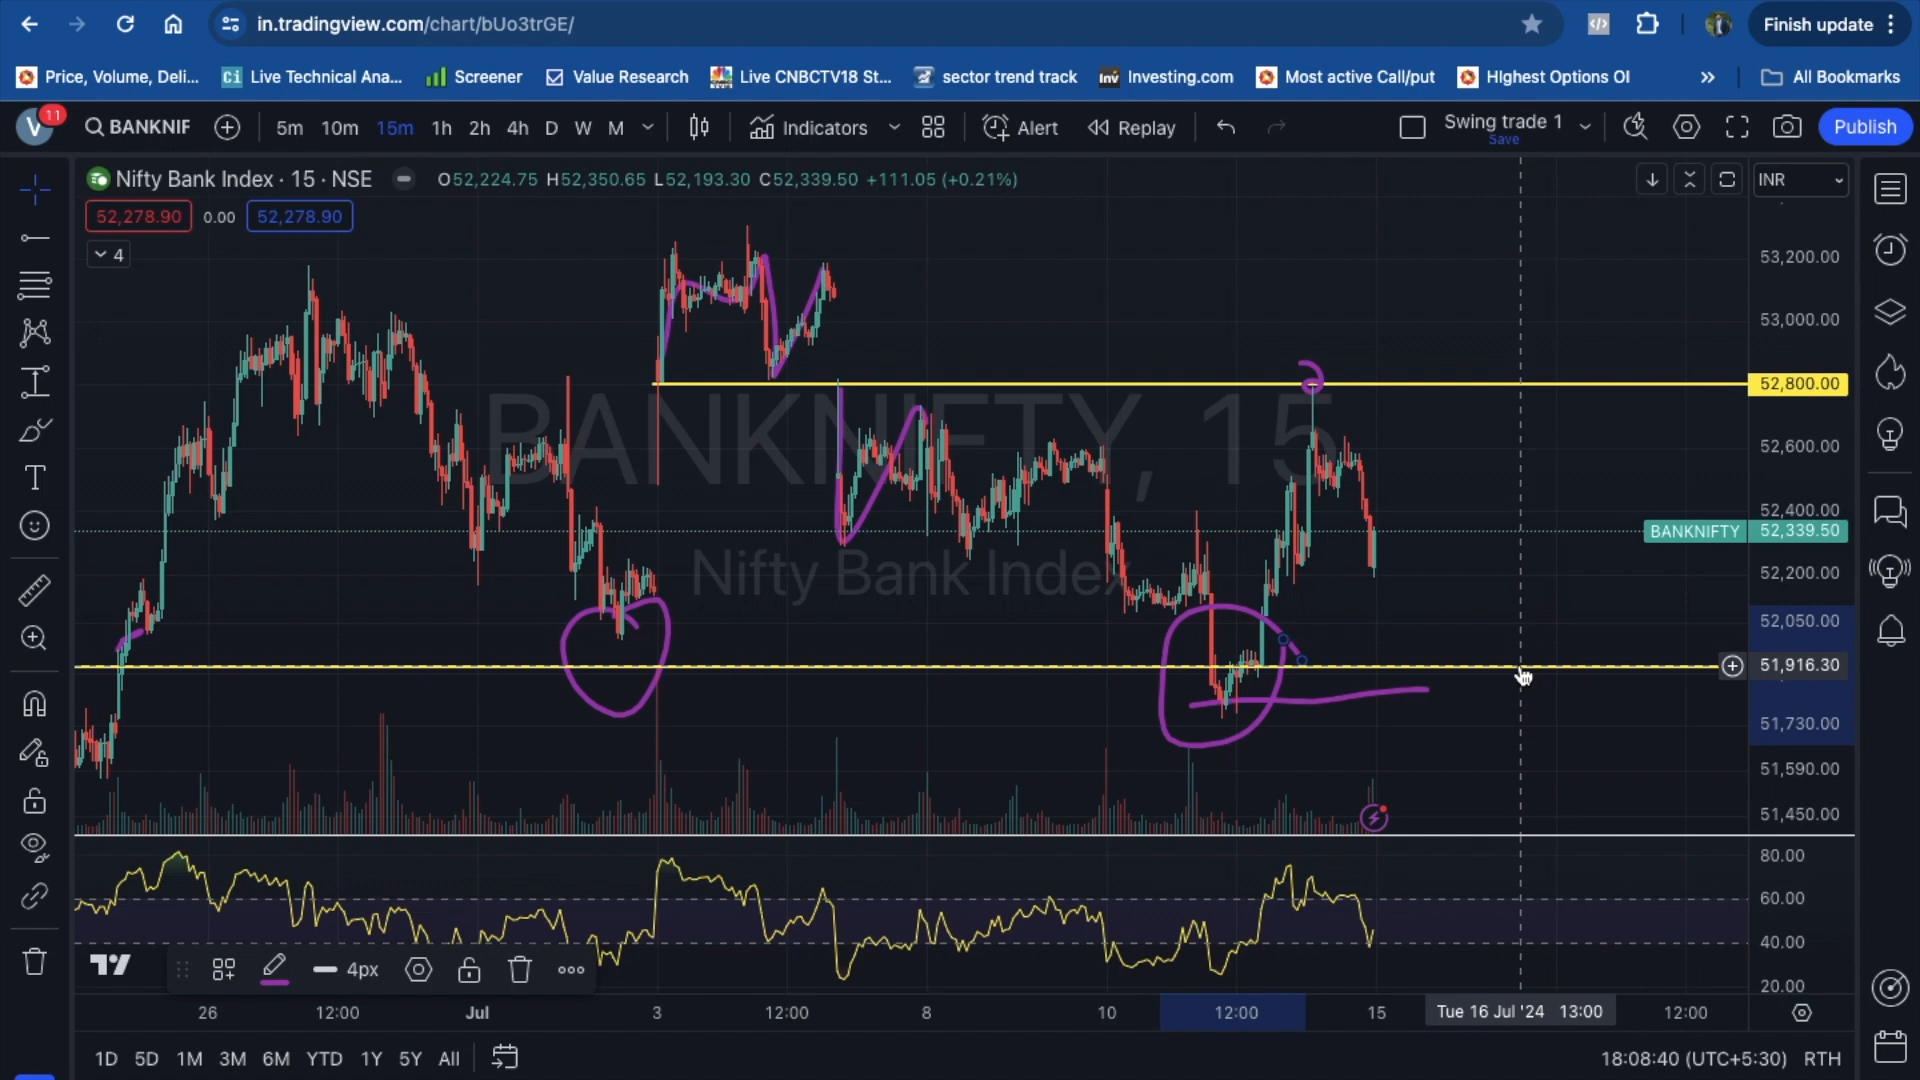 in.tradingview.com/chart/bUo3trGE/
Finish update
Price, Volume, Deli...
Live Technical Ana...
Screener
Value Research
Live CNBCTV18 St...
sector trend track
Investing.com
Most active Call/put
HIghest Options OI
All Bookmarks
V
11
BANKNIF
5m 10m 15m 1h 2h 4h D W M
Indicators
Alert
Replay
Swing trade 1
Save
Publish
Nifty Bank Index · 15 · NSE
O52,224.75 H52,350.65 L52,193.30 C52,339.50 +111.05 (+0.21%)
INR
52,278.90 0.00 52,278.90
4
BANKNIFTY, 15
Nifty Bank Index
53,200.00
53,000.00
52,800.00
52,600.00
52,400.00
BANKNIFTY 52,339.50
52,200.00
52,050.00
51,916.30
51,730.00
51,590.00
51,450.00
80.00
60.00
40.00
20.00
4px
26 12:00 Jul 3 12:00 8 10 12:00 15 Tue 16 Jul '24 13:00 12:00
1D 5D 1M 3M 6M YTD 1Y 5Y All
18:08:40 (UTC+5:30) RTH